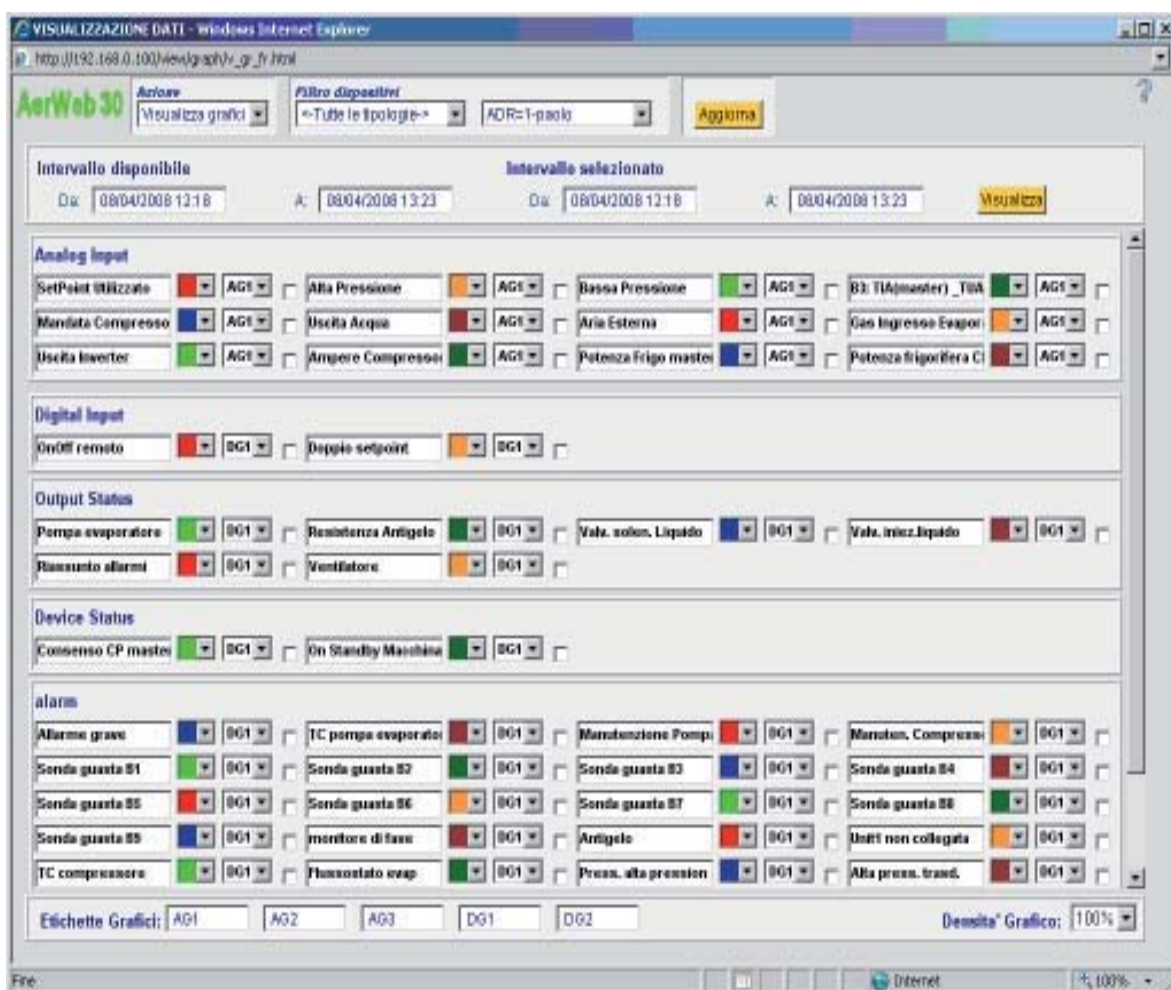 VISUALIZZAZIONE DATI - Windows Internet Explorer
http://192.168.0.100/view/graph/v_gr_fr.html
AerWeb 30
Azione
Visualizza grafici
Filtro dispositivi
<-Tutte le tipologie->
ADR=1-paolo
Aggiorna
?
Intervallo disponibile
Intervallo selezionato
Da: 08/04/2008 12:18 A: 08/04/2008 13:23 Da: 08/04/2008 12:18 A: 08/04/2008 13:23 Visualizza
Analog Input
SetPoint Utilizzato AG1 Alta Pressione AG1 Bassa Pressione AG1 B3: TIA(master) _TUA AG1
Mandata Compresso AG1 Uscita Acqua AG1 Aria Esterna AG1 Gas Ingresso Evapor AG1
Uscita Inverter AG1 Ampere Compressor AG1 Potenza Frigo master AG1 Potenza frigorifera AG1
Digital Input
OnOff remoto DG1 Doppio setpoint DG1
Output Status
Pompa evaporatore DG1 Resistenza Antigelo DG1 Valv. solen. Liquido DG1 Valv. iniez.liquido DG1
Riassunto allarmi DG1 Ventilatore DG1
Device Status
Consenso CP master DG1 On Standby Macchina DG1
alarm
Allarme grave DG1 TC pompa evaporato DG1 Manutenzione Pomp DG1 Manuten. Compress DG1
Sonda guasta B1 DG1 Sonda guasta B2 DG1 Sonda guasta B3 DG1 Sonda guasta B4 DG1
Sonda guasta B5 DG1 Sonda guasta B6 DG1 Sonda guasta B7 DG1 Sonda guasta B8 DG1
Sonda guasta B9 DG1 monitore di fase DG1 Antigelo DG1 Unit1 non collegata DG1
TC compressore DG1 Flussostato evap DG1 Press. alta pression DG1 Alta press. trasd. DG1
Etichette Grafici: AG1 AG2 AG3 DG1 DG2 Densita' Grafico: 100%
Fine Internet 100%